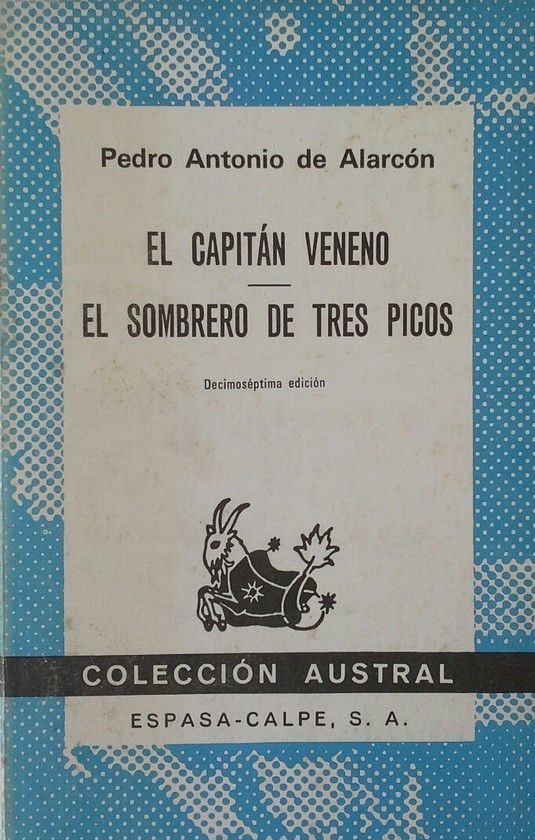 Pedro Antonio de Alarcón
EL CAPITÁN VENENO
EL SOMBRERO DE TRES PICOS
Decimoséptima edición
COLECCIÓN AUSTRAL
ESPASA-CALPE, S. A.